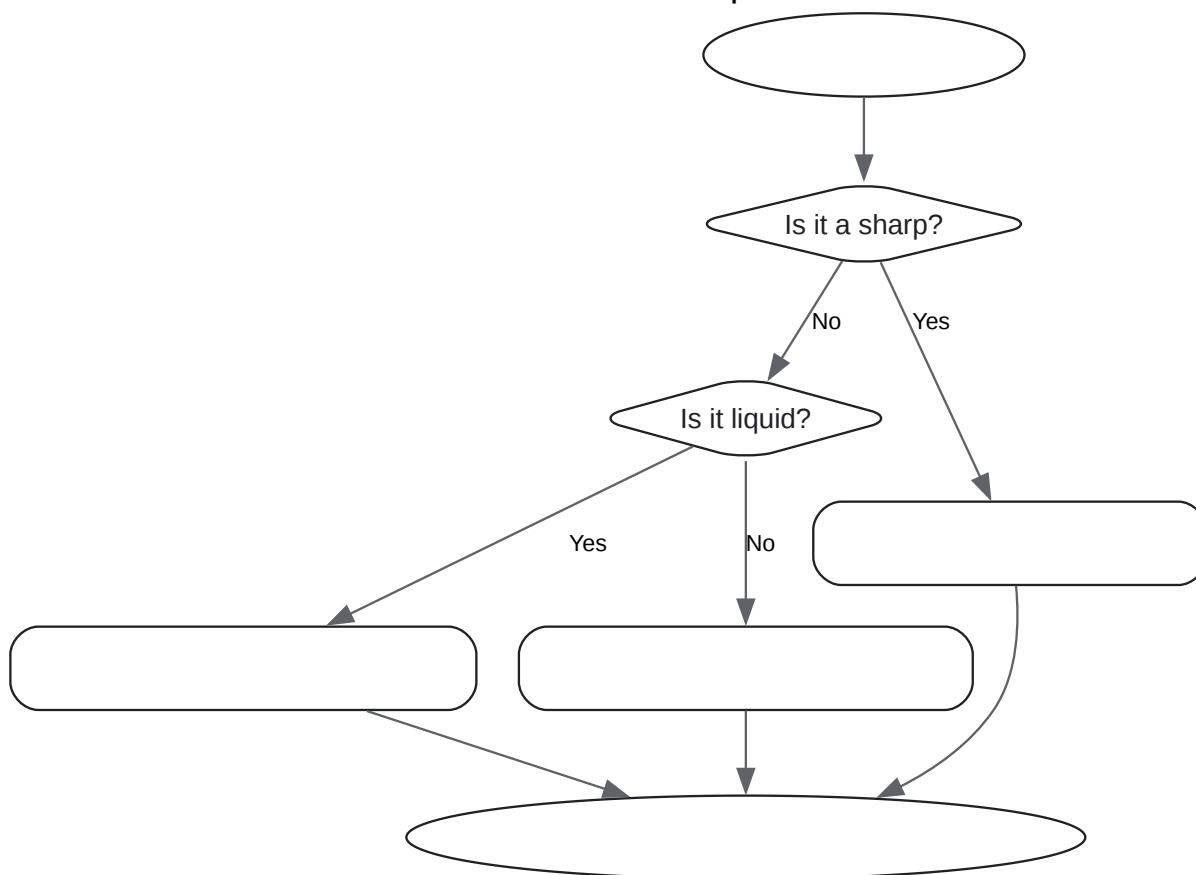 Is it a sharp?
No
Yes
Is it liquid?
Yes
No